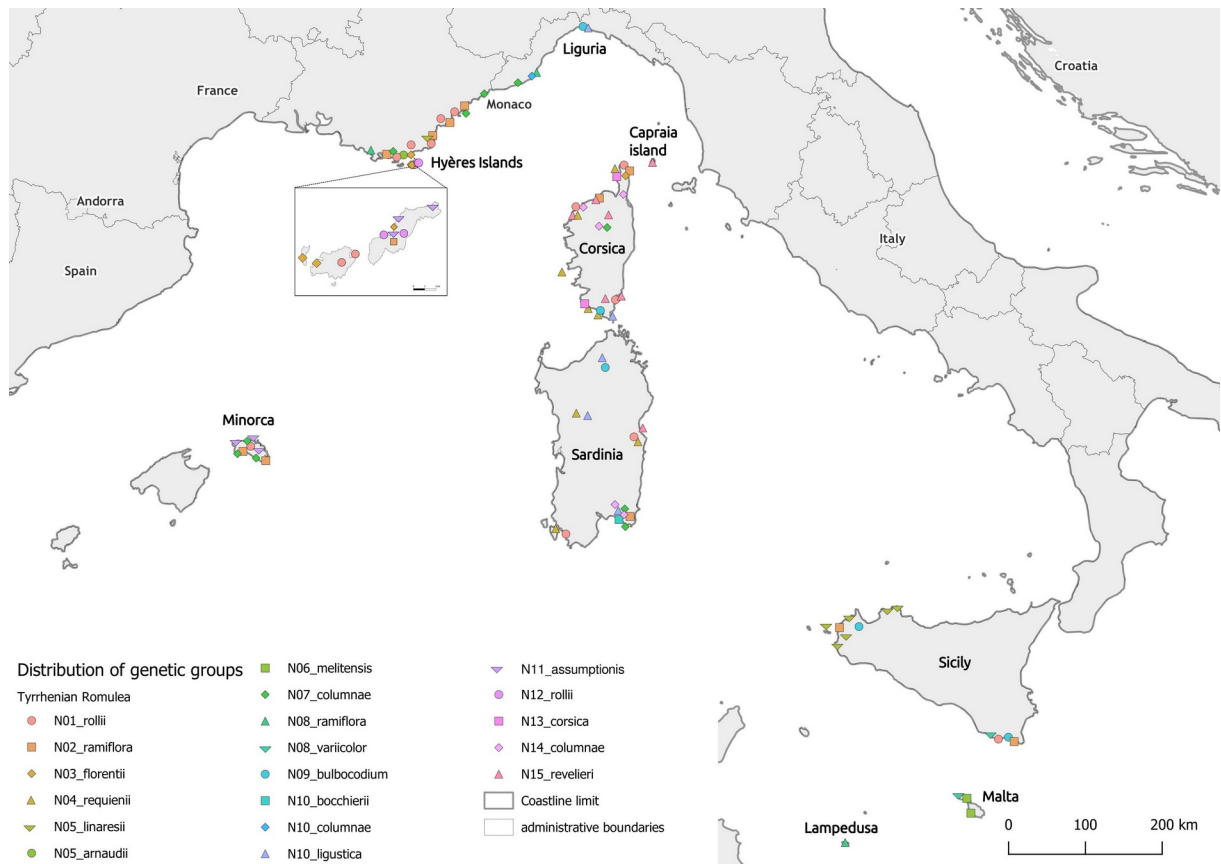 Liguria
Croatia
France
Monaco
Capraia
island
Hyères Islands
Andorra
Italy
Corsica
Spain
Minorca
Sardinia
Sicily
Malta
Lampedusa
0 100 200 km
Distribution of genetic groups
Tyrrhenian Romulea
N01_rollii
N02_ramiflora
N03_florentii
N04_requienii
N05_linaresii
N05_arnaudii
N06_melitensis
N07_columnae
N08_ramiflora
N08_variicolor
N09_bulbocodium
N10_bocchierii
N10_columnae
N10_ligustica
N11_assumptionis
N12_rollii
N13_corsica
N14_columnae
N15_revelieri
Coastline limit
administrative boundaries